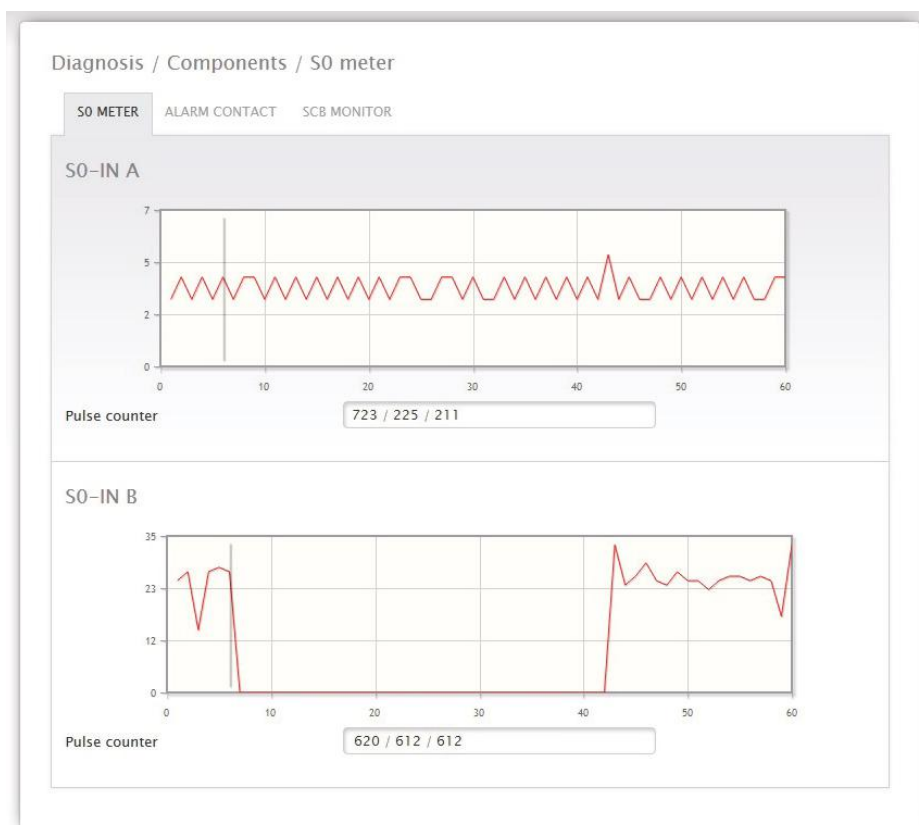 Diagnosis / Components / S0 meter
S0 METER ALARM CONTACT SCB MONITOR
S0-IN A
7
5
2
0
0 10 20 30 40 50 60
Pulse counter 723 / 225 / 211
S0-IN B
35
23
12
0
0 10 20 30 40 50 60
Pulse counter 620 / 612 / 612